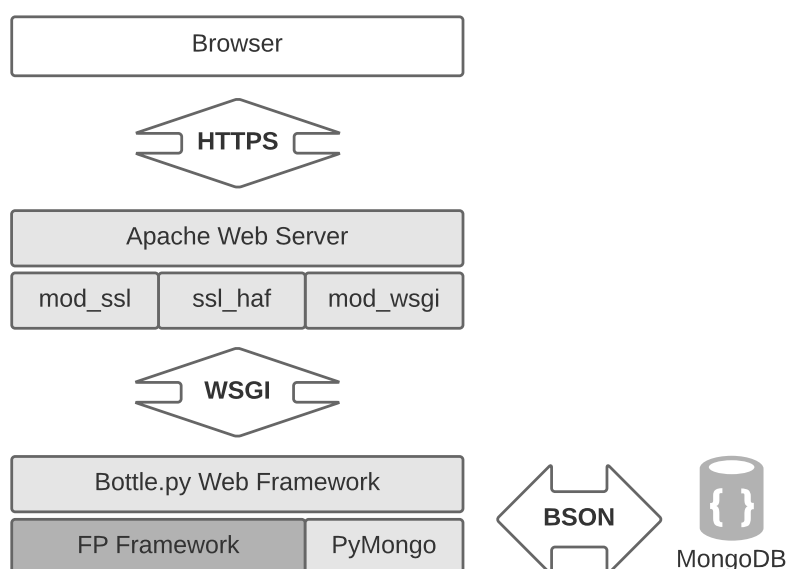 Browser
HTTPS
Apache Web Server
mod_ssl ssl_haf mod_wsgi
WSGI
Bottle.py Web Framework
BSON
{ }
FP Framework PyMongo
MongoDB